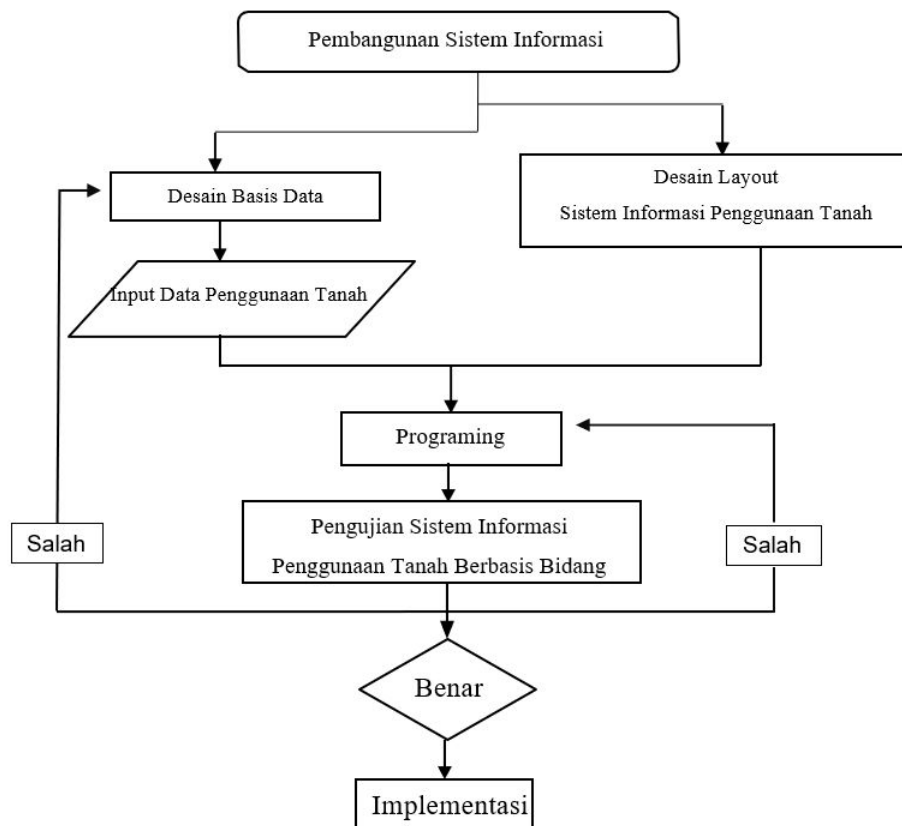 Pembangunan Sistem Informasi
Desain Basis Data
Desain Layout
Sistem Informasi Penggunaan Tanah
Input Data Penggunaan Tanah
Programing
Pengujian Sistem Informasi
Penggunaan Tanah Berbasis Bidang
Salah
Salah
Benar
Implementasi